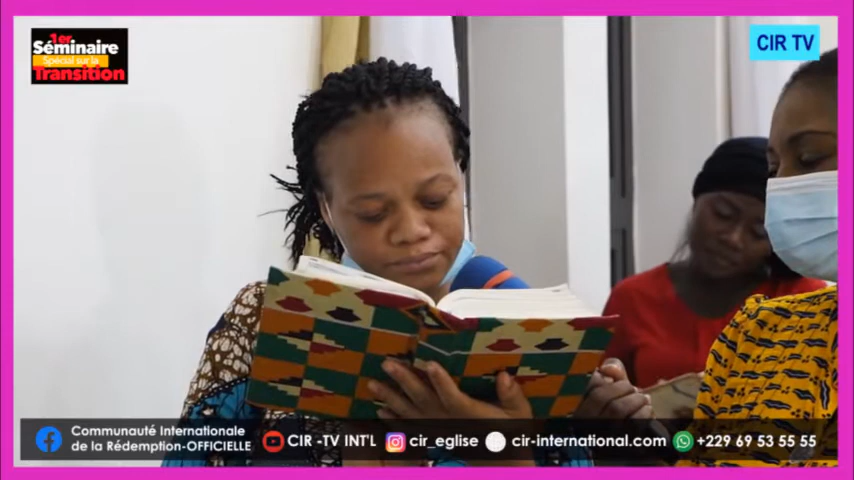 1er
Séminaire
Spécial sur la
Transition
CIR TV
Communauté Internationale
de la Rédemption-OFFICIELLE
CIR -TV INT'L
cir_eglise
cir-international.com
+229 69 53 55 55